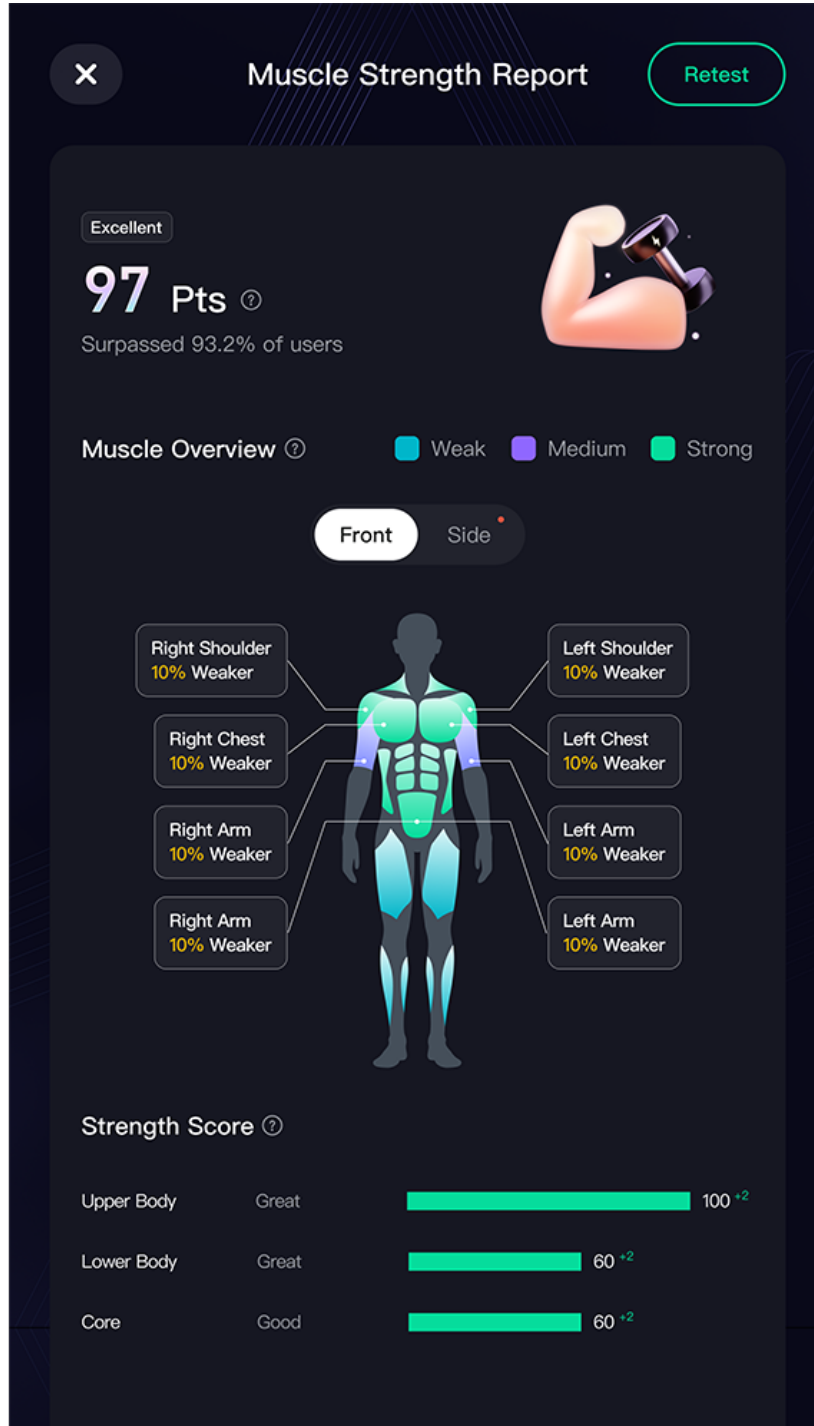 Muscle Strength Report
Retest
Excellent
97 Pts ?
Surpassed 93.2% of users
Muscle Overview ?
Weak
Medium
Strong
Front
Side
Right Shoulder
10% Weaker
Left Shoulder
10% Weaker
Right Chest
10% Weaker
Left Chest
10% Weaker
Right Arm
10% Weaker
Left Arm
10% Weaker
Right Arm
10% Weaker
Left Arm
10% Weaker
Strength Score ?
Upper Body Great 100 +2
Lower Body Great 60 +2
Core Good 60 +2